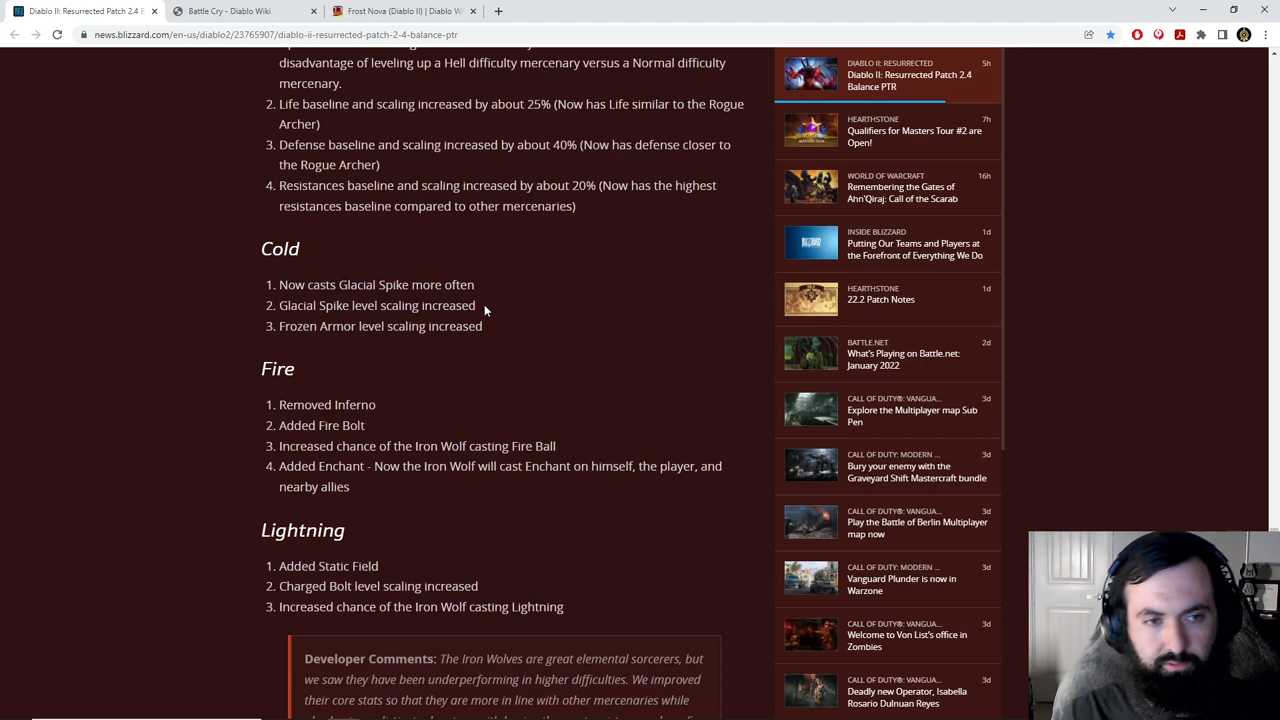 Diablo II: Resurrected Patch 2.4 B
Battle Cry - Diablo Wiki
Frost Nova (Diablo II) | Diablo W
news.blizzard.com/en-us/diablo2/23765907/diablo-ii-resurrected-patch-2-4-balance-ptr
disadvantage of leveling up a Hell difficulty mercenary versus a Normal difficulty
mercenary.
2. Life baseline and scaling increased by about 25% (Now has Life similar to the Rogue
Archer)
3. Defense baseline and scaling increased by about 40% (Now has defense closer to
the Rogue Archer)
4. Resistances baseline and scaling increased by about 20% (Now has the highest
resistances baseline compared to other mercenaries)
Cold
1. Now casts Glacial Spike more often
2. Glacial Spike level scaling increased
3. Frozen Armor level scaling increased
Fire
1. Removed Inferno
2. Added Fire Bolt
3. Increased chance of the Iron Wolf casting Fire Ball
4. Added Enchant - Now the Iron Wolf will cast Enchant on himself, the player, and
nearby allies
Lightning
1. Added Static Field
2. Charged Bolt level scaling increased
3. Increased chance of the Iron Wolf casting Lightning
Developer Comments: The Iron Wolves are great elemental sorcerers, but
we saw they have been underperforming in higher difficulties. We improved
their core stats so that they are more in line with other mercenaries while
DIABLO II: RESURRECTED 5h
Diablo II: Resurrected Patch 2.4
Balance PTR
HEARTHSTONE 7h
Qualifiers for Masters Tour #2 are
Open!
WORLD OF WARCRAFT 16h
Remembering the Gates of
Ahn'Qiraj: Call of the Scarab
INSIDE BLIZZARD 1d
Putting Our Teams and Players at
the Forefront of Everything We Do
HEARTHSTONE 1d
22.2 Patch Notes
BATTLE.NET 2d
What's Playing on Battle.net:
January 2022
CALL OF DUTY®: VANGUA... 3d
Explore the Multiplayer map Sub
Pen
CALL OF DUTY: MODERN ... 3d
Bury your enemy with the
Graveyard Shift Mastercraft bundle
CALL OF DUTY®: VANGUA... 3d
Play the Battle of Berlin Multiplayer
map now
CALL OF DUTY: MODERN ... 3d
Vanguard Plunder is now in
Warzone
CALL OF DUTY®: VANGUA... 3d
Welcome to Von List's office in
Zombies
CALL OF DUTY®: VANGUA... 3d
Deadly new Operator, Isabella
Rosario Dulnuan Reyes